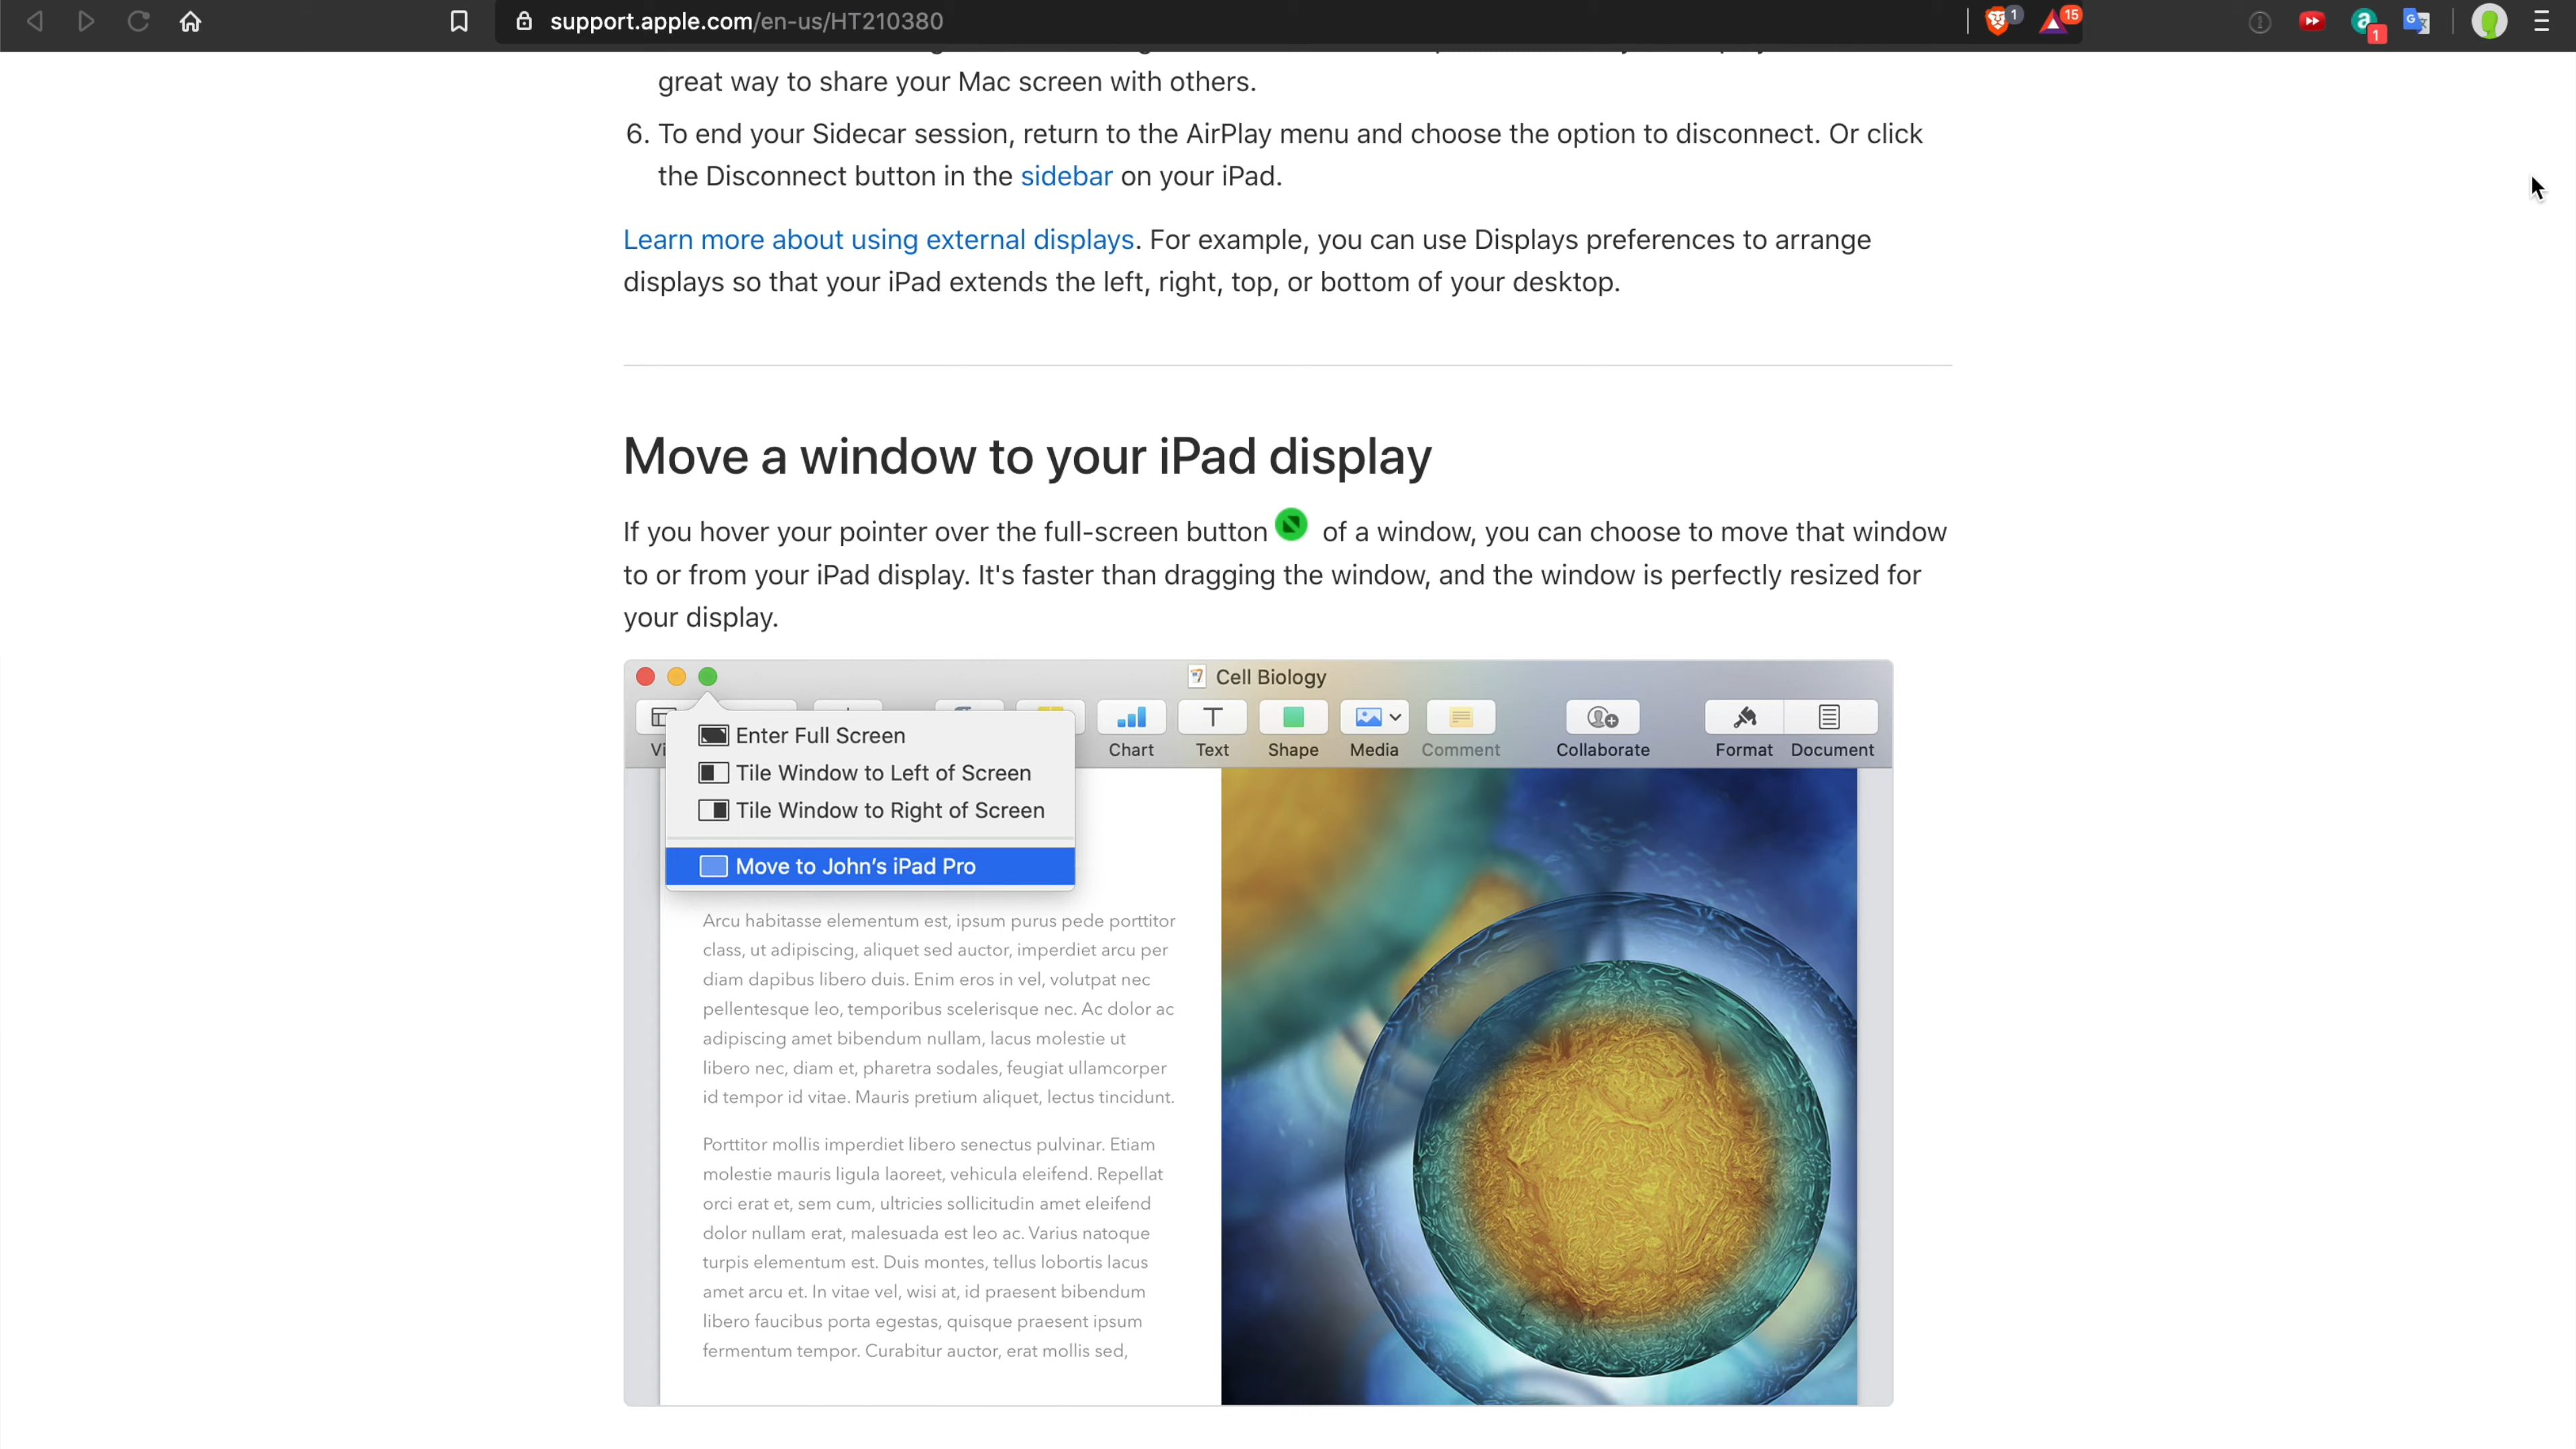 support.apple.com/en-us/HT210380
1
15
1
great way to share your Mac screen with others.
6. To end your Sidecar session, return to the AirPlay menu and choose the option to disconnect. Or click
the Disconnect button in the sidebar on your iPad.
Learn more about using external displays. For example, you can use Displays preferences to arrange
displays so that your iPad extends the left, right, top, or bottom of your desktop.
Move a window to your iPad display
If you hover your pointer over the full-screen button of a window, you can choose to move that window
to or from your iPad display. It's faster than dragging the window, and the window is perfectly resized for
your display.
Cell Biology
Vi Chart Text Shape Media Comment Collaborate Format Document
Enter Full Screen
Tile Window to Left of Screen
Tile Window to Right of Screen
Move to John’s iPad Pro
Arcu habitasse elementum est, ipsum purus pede porttitor
class, ut adipiscing, aliquet sed auctor, imperdiet arcu per
diam dapibus libero duis. Enim eros in vel, volutpat nec
pellentesque leo, temporibus scelerisque nec. Ac dolor ac
adipiscing amet bibendum nullam, lacus molestie ut
libero nec, diam et, pharetra sodales, feugiat ullamcorper
id tempor id vitae. Mauris pretium aliquet, lectus tincidunt.
Porttitor mollis imperdiet libero senectus pulvinar. Etiam
molestie mauris ligula laoreet, vehicula eleifend. Repellat
orci erat et, sem cum, ultricies sollicitudin amet eleifend
dolor nullam erat, malesuada est leo ac. Varius natoque
turpis elementum est. Duis montes, tellus lobortis lacus
amet arcu et. In vitae vel, wisi at, id praesent bibendum
libero faucibus porta egestas, quisque praesent ipsum
fermentum tempor. Curabitur auctor, erat mollis sed,